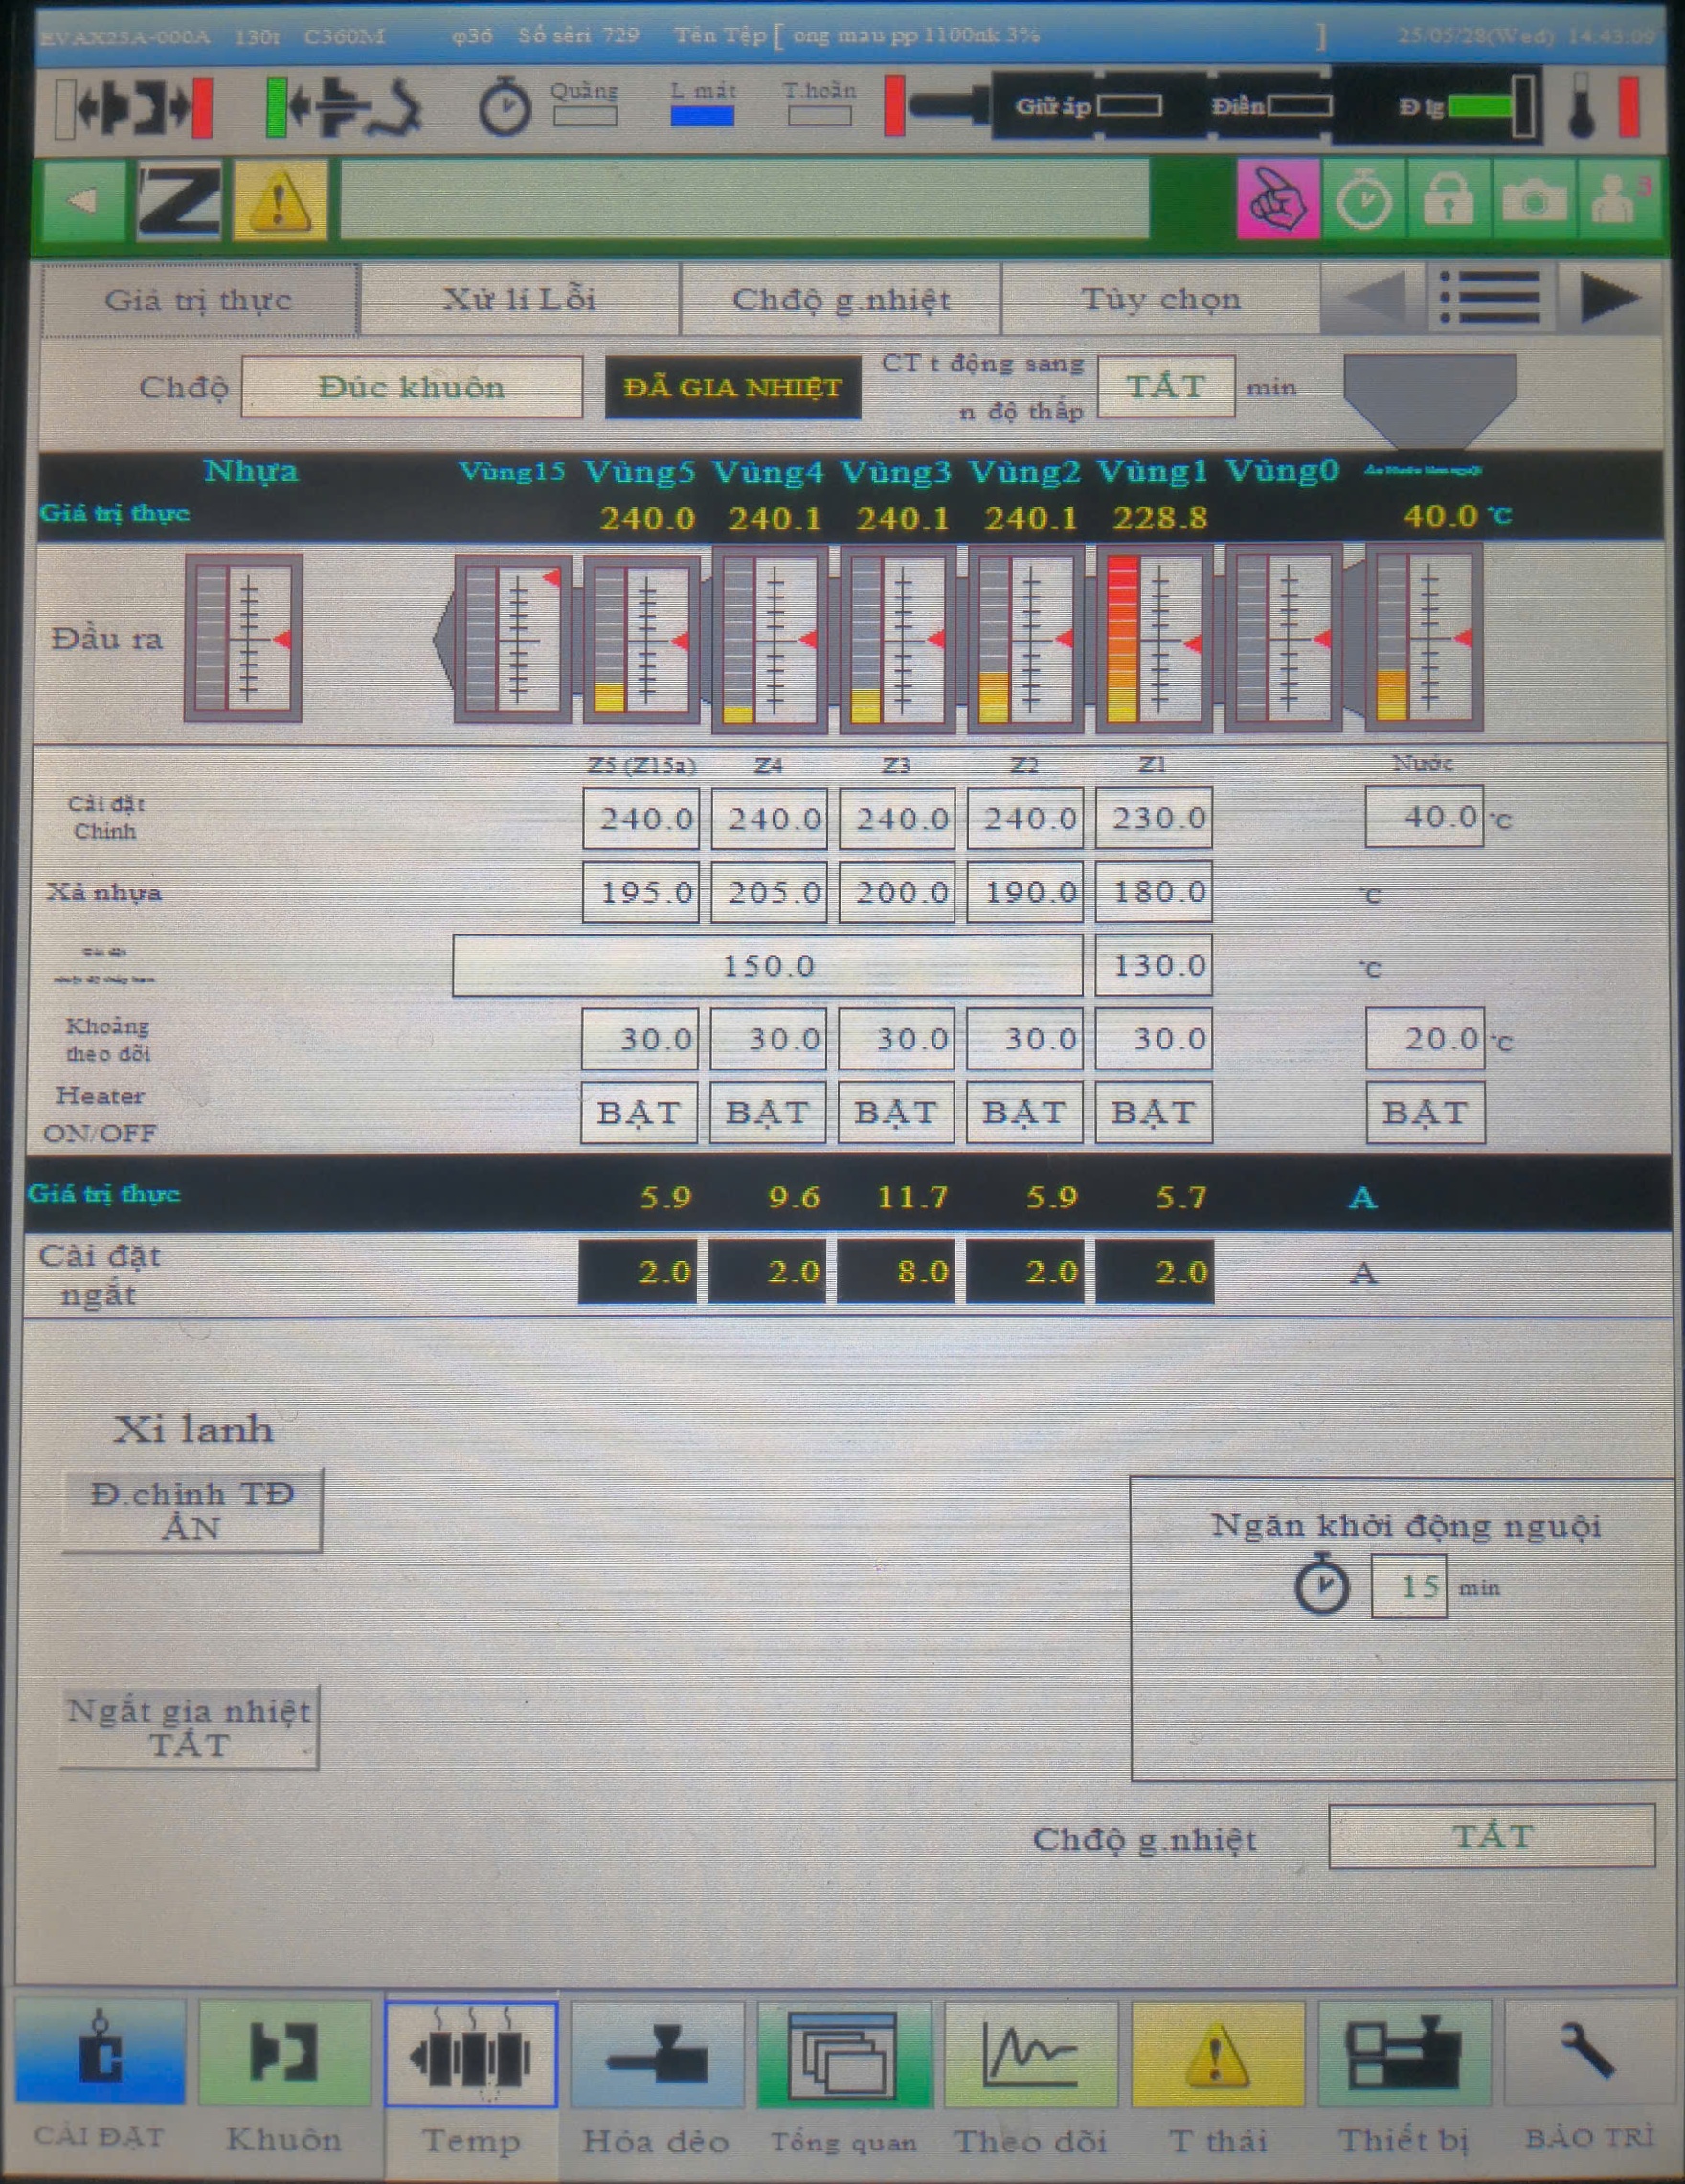 EVAX25A-000A 130t C360M φ36 Số sêri 729 Tên Tệp [ ong mau pp 1100nk 3% ] 25/05/28(Wed) 14:43:09
Quãng L mát T.hoãn Giữ áp Điền Đ lg
3
Giá trị thực Xử lí Lỗi Chđộ g.nhiệt Tùy chọn
Chđộ Đúc khuôn ĐÃ GIA NHIỆT CT t động sang n độ thấp TẮT min
Nhựa Vùng15 Vùng5 Vùng4 Vùng3 Vùng2 Vùng1 Vùng0
Giá trị thực 240.0 240.1 240.1 240.1 228.8 40.0 °C
Đầu ra
Z5 (Z15a) Z4 Z3 Z2 Z1 Nước
Cài đặt Chỉnh 240.0 240.0 240.0 240.0 230.0 40.0 °C
Xả nhựa 195.0 205.0 200.0 190.0 180.0 °C
150.0 130.0 °C
Khoảng theo dõi 30.0 30.0 30.0 30.0 30.0 20.0 °C
Heater ON/OFF BẬT BẬT BẬT BẬT BẬT BẬT
Giá trị thực 5.9 9.6 11.7 5.9 5.7 A
Cài đặt ngắt 2.0 2.0 8.0 2.0 2.0 A
Xi lanh
Đ.chỉnh TĐ
ẤN
Ngăn khởi động nguội
15 min
Ngắt gia nhiệt
TẮT
Chđộ g.nhiệt TẮT
CÀI ĐẶT Khuôn Temp Hóa dẻo Tổng quan Theo dõi T thái Thiết bị BẢO TRÌ